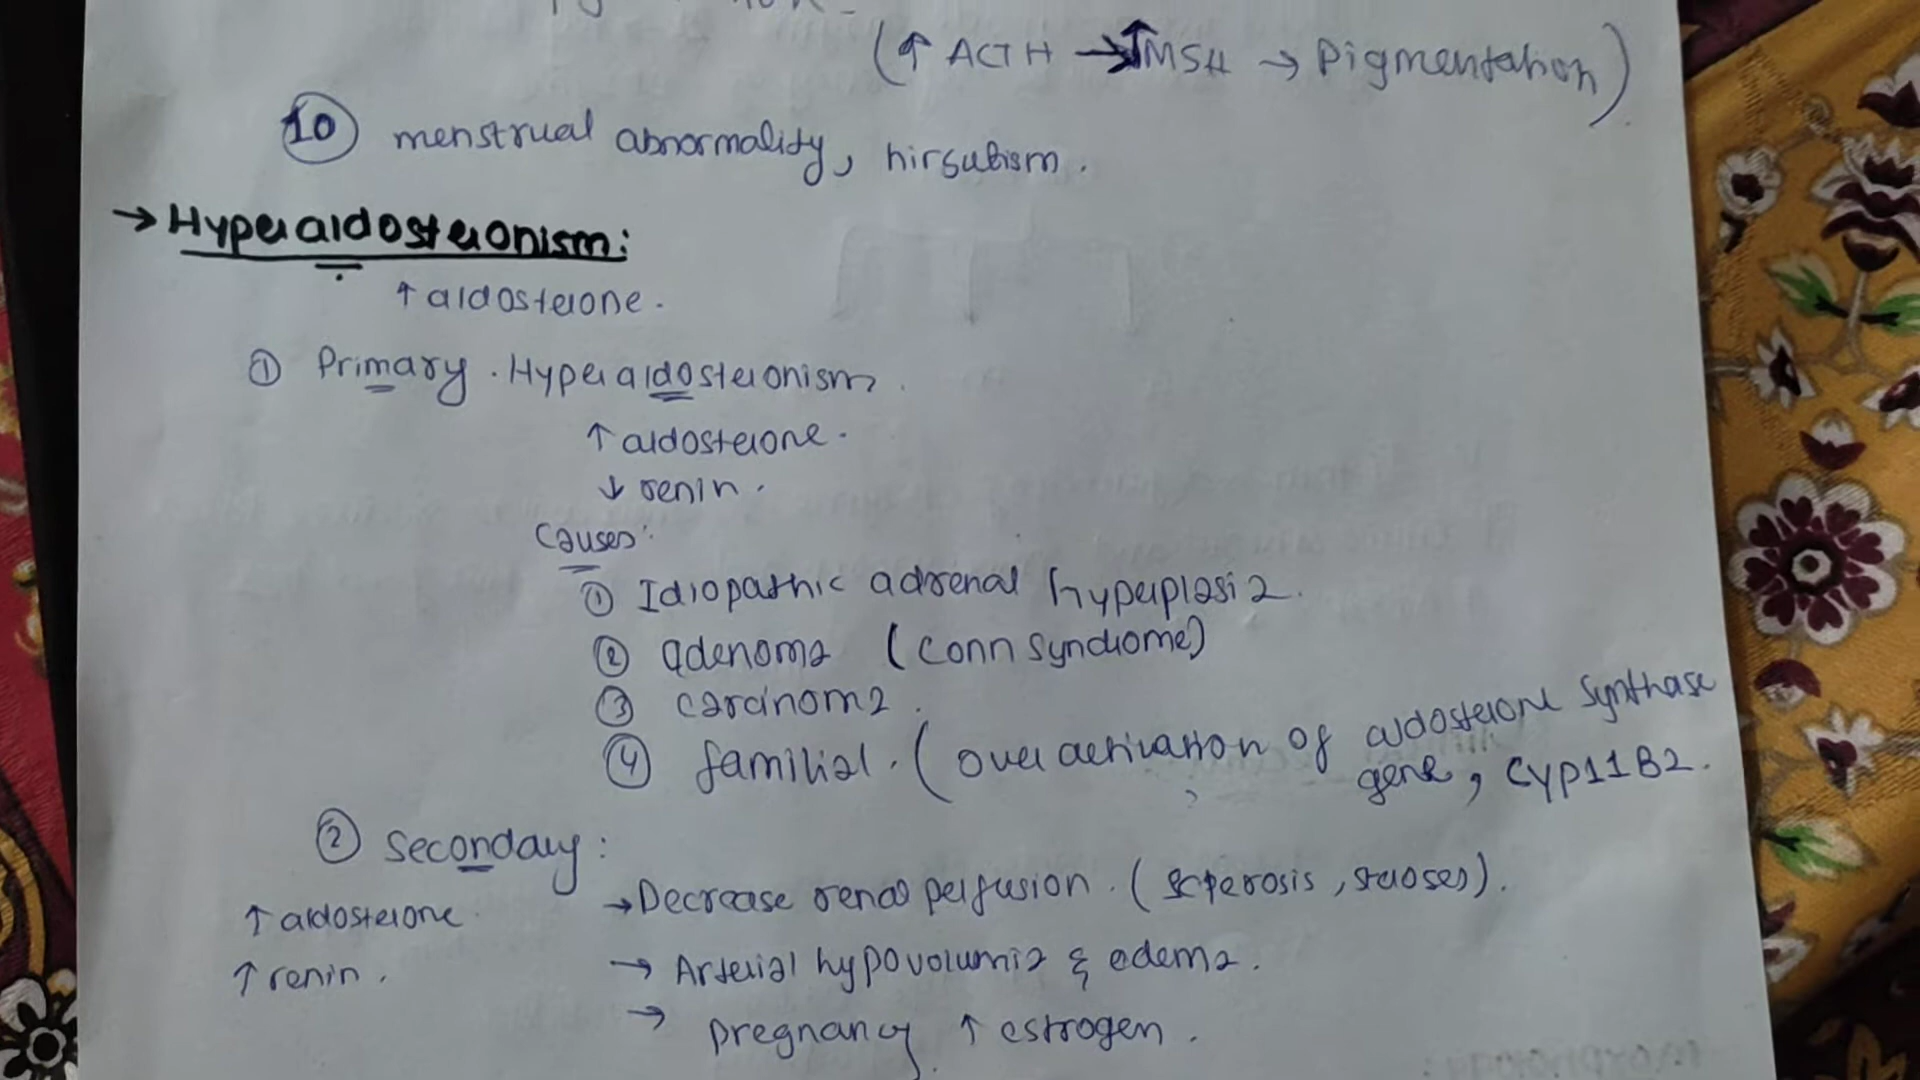 (↑ ACTH → ↑MSH → Pigmentation)
10 menstrual abnormality, hirsutism.
→ Hyperaldosteronism:
↑ aldosterone.
① Primary. Hyperaldosteronism.
↑ aldosterone.
↓ renin.
Causes:
① Idiopathic adrenal hyperplasia.
② adenoma (conn syndrome)
③ carcinoma.
④ familial. (over activation of aldosterone synthase
gene, CYP11B2.
② secondary:
→ Decrease renal perfusion. (
↑ aldosterone.
→ Arterial hypovolumia & edema.
↑ renin.
→ pregnancy ↑ estrogen.